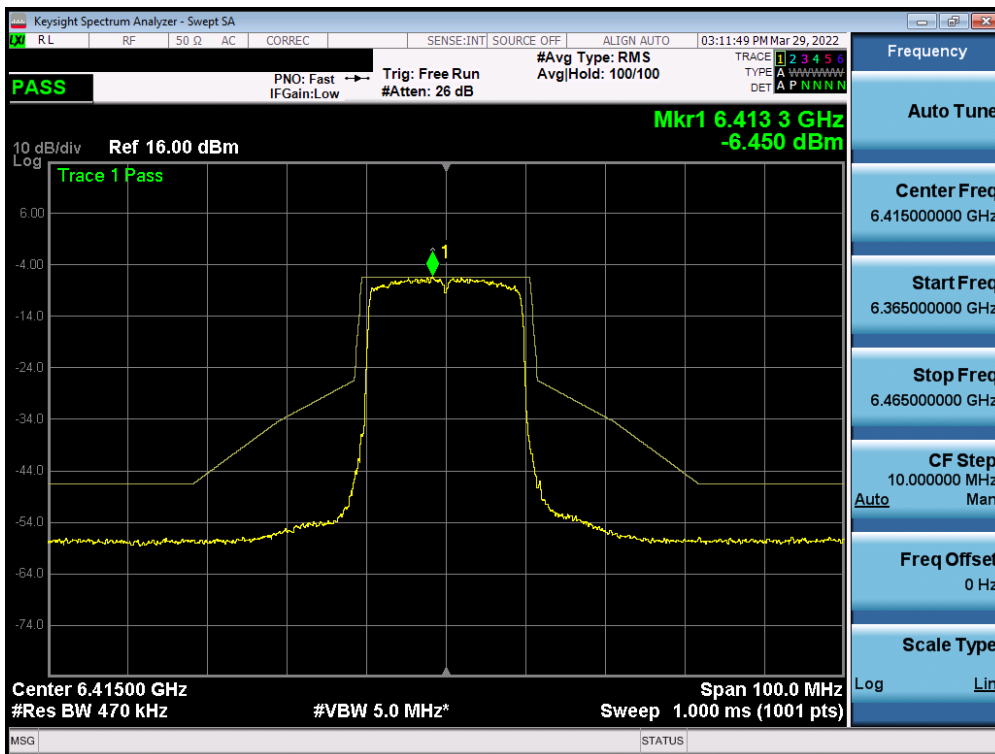 Keysight Spectrum Analyzer - Swept SA
LXI RL RF 50 Ω AC CORREC SENSE:INT SOURCE OFF ALIGN AUTO 03:11:49 PM Mar 29, 2022
PASS
PNO: Fast
IFGain:Low
Trig: Free Run
#Atten: 26 dB
#Avg Type: RMS
Avg|Hold: 100/100
TRACE 1 2 3 4 5 6
TYPE A WWWWW
DET A P N N N N
Mkr1 6.413 3 GHz
-6.450 dBm
10 dB/div Ref 16.00 dBm
Log
Trace 1 Pass
1
6.00
-4.00
-14.0
-24.0
-34.0
-44.0
-54.0
-64.0
-74.0
Center 6.41500 GHz Span 100.0 MHz
#Res BW 470 kHz #VBW 5.0 MHz* Sweep 1.000 ms (1001 pts)
MSG STATUS
Frequency
Auto Tune
Center Freq
6.415000000 GHz
Start Freq
6.365000000 GHz
Stop Freq
6.465000000 GHz
CF Step
10.000000 MHz
Auto Man
Freq Offset
0 Hz
Scale Type
Log Lin